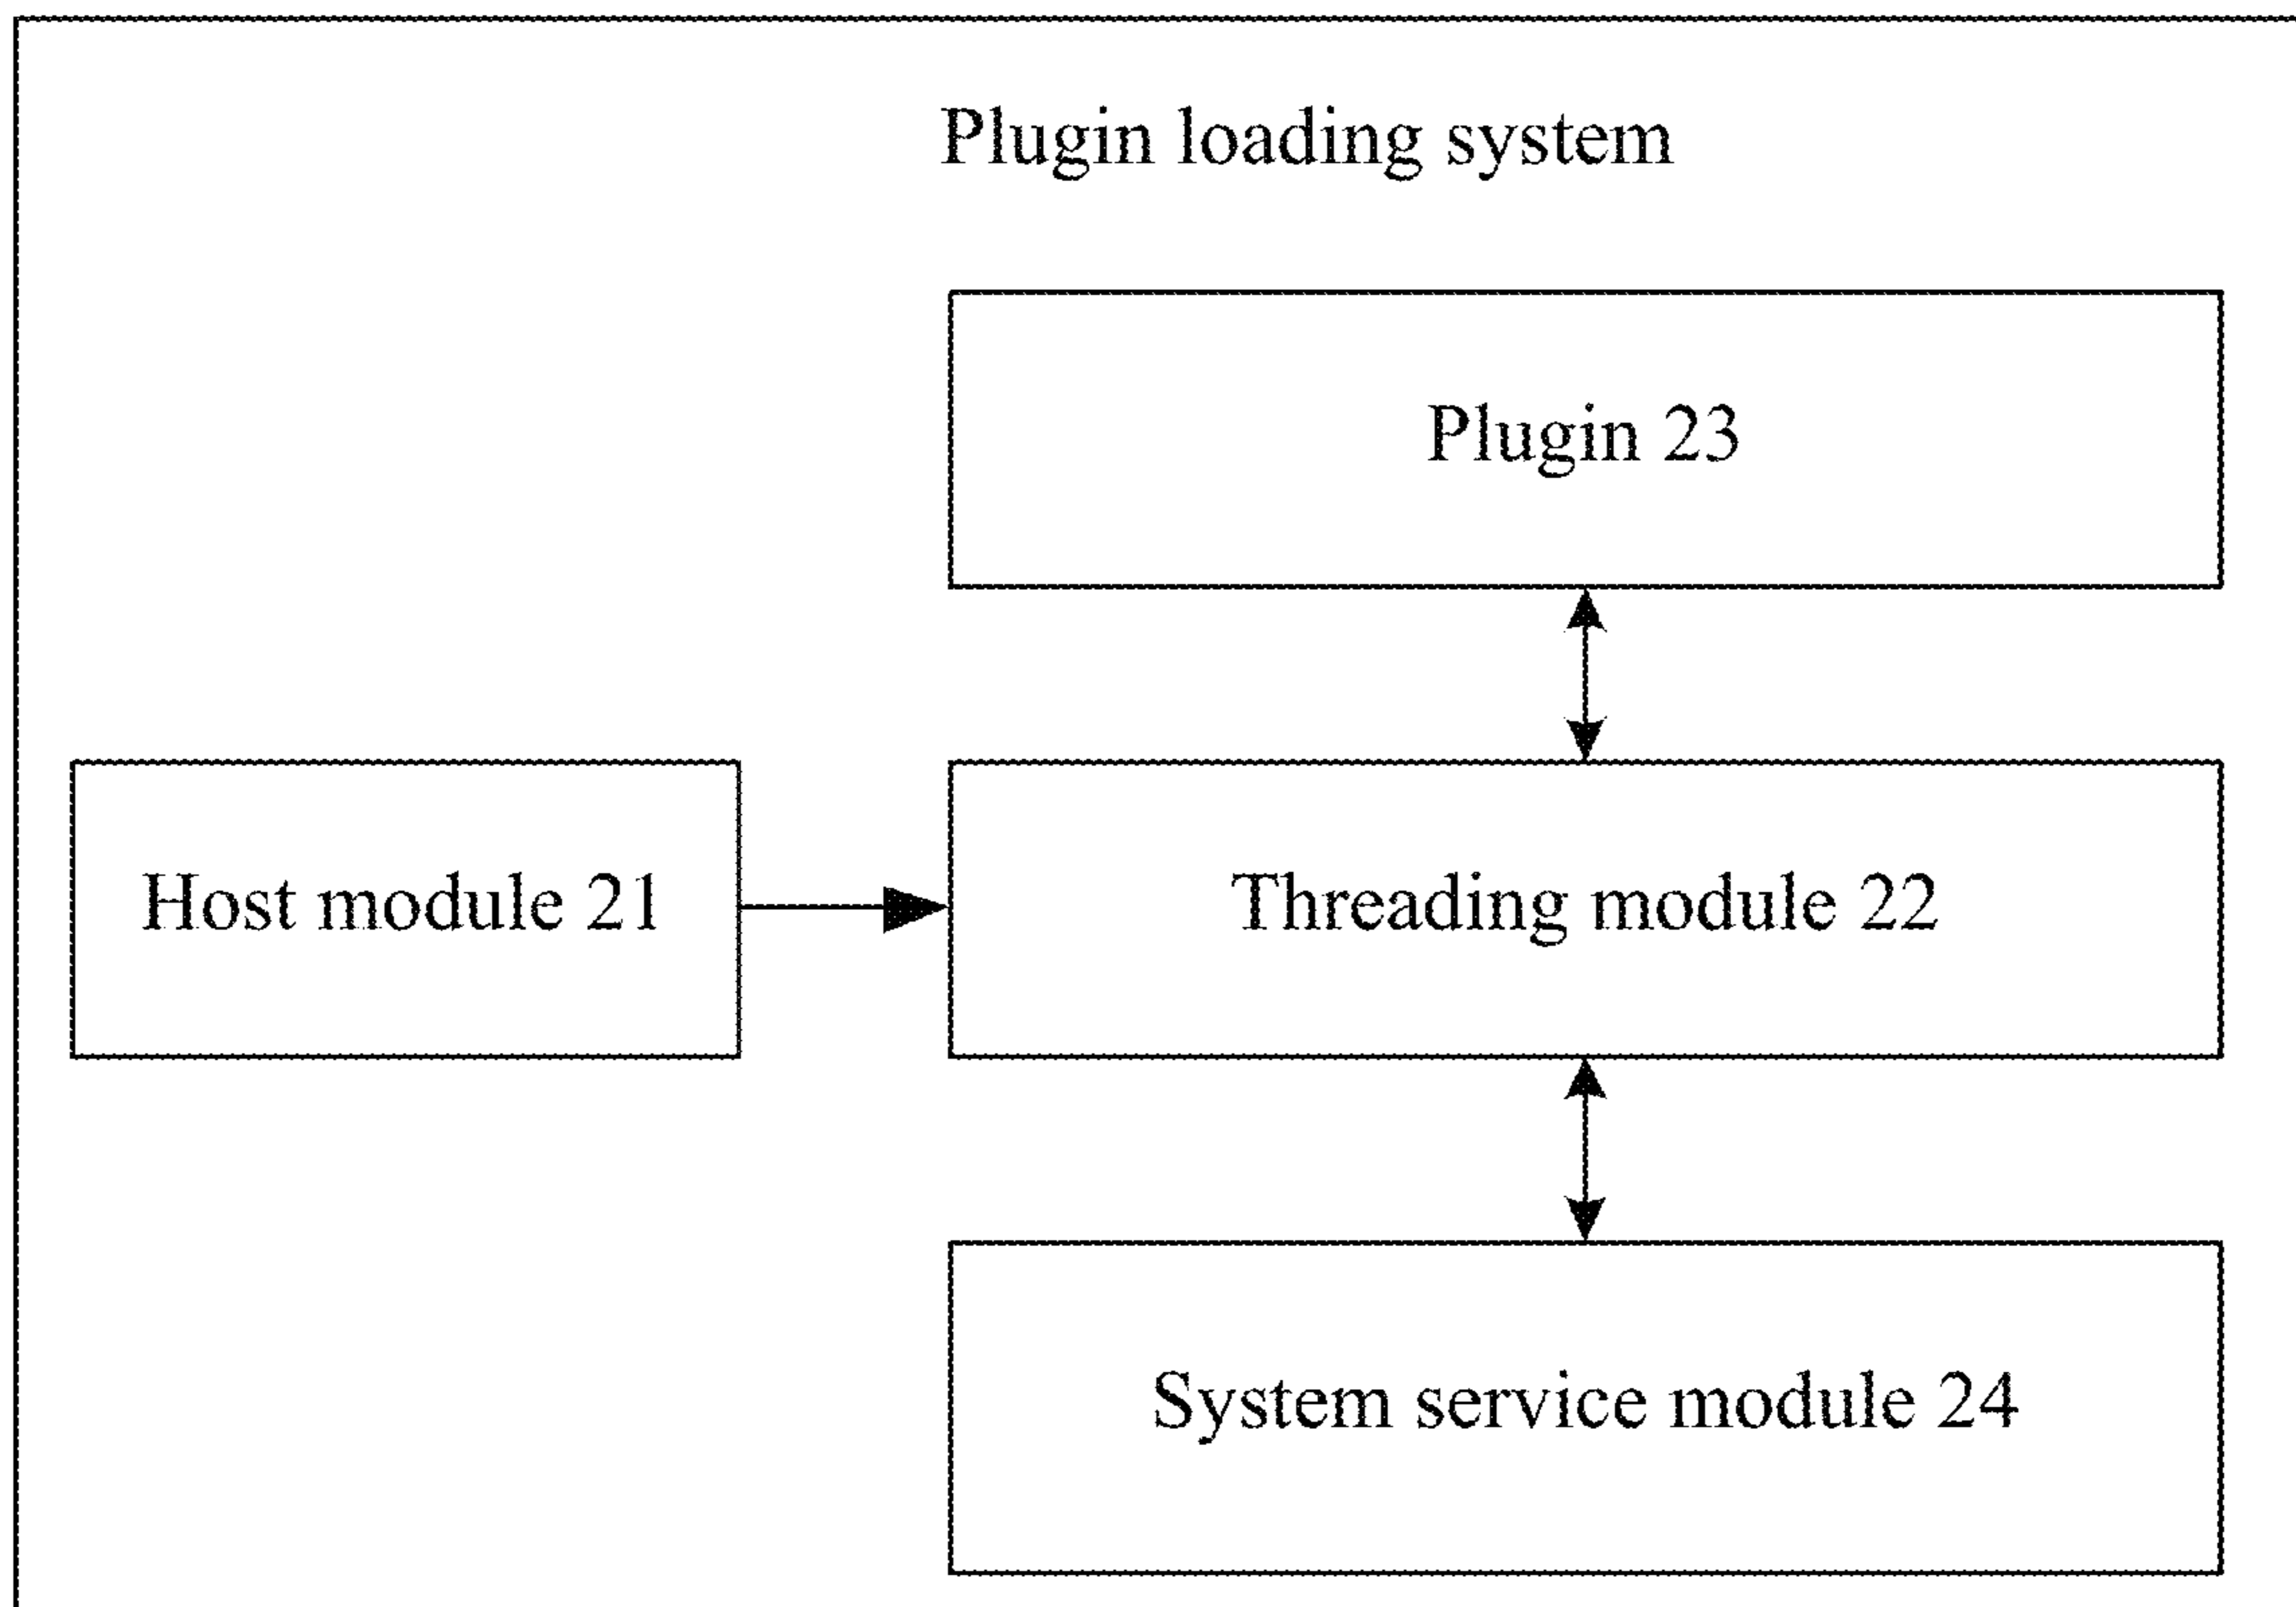 Plugin loading system
Plugin 23
Host module 21
Threading module 22
System service module 24